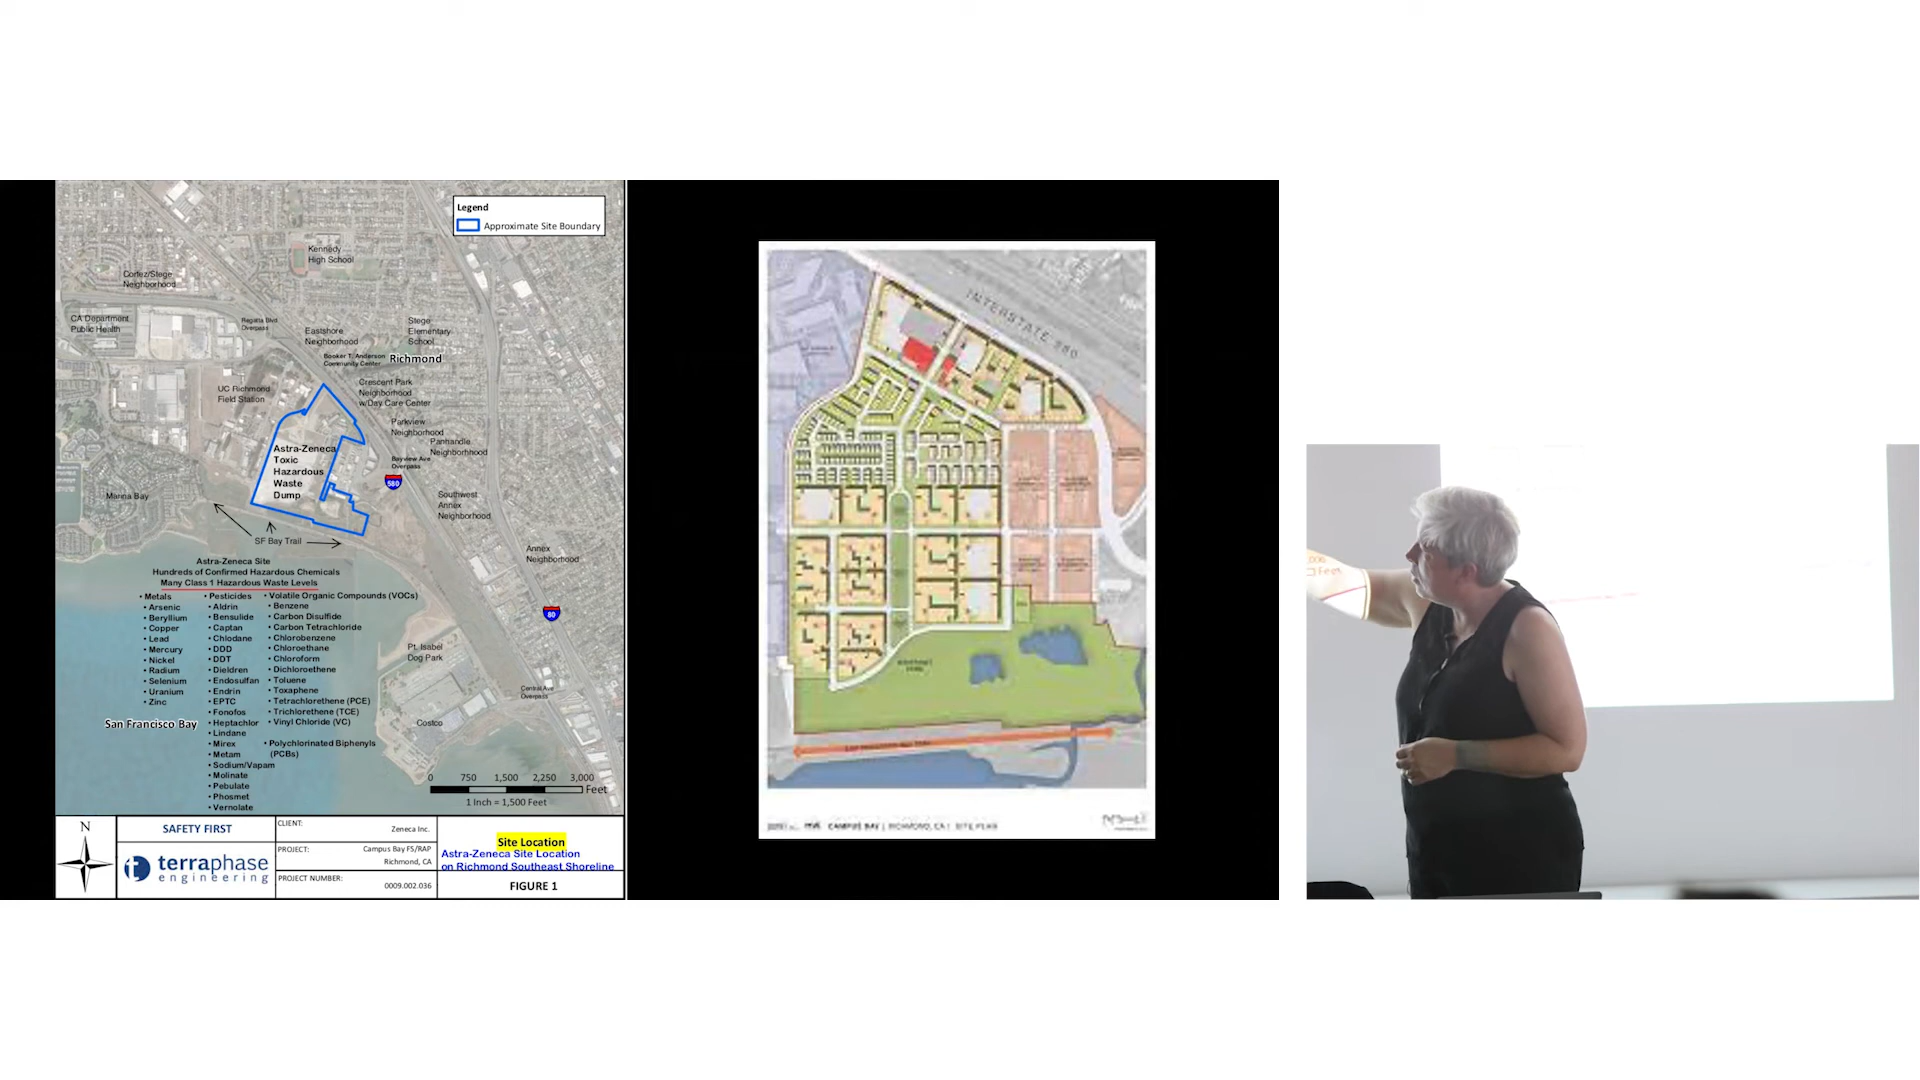 Legend
Approximate Site Boundary
Kennedy
High School
Cortez/Stege
Neighborhood
CA Department
Public Health
Regatta Blvd
Overpass
Eastshore
Neighborhood
Stege
Elementary
School
Booker T. Anderson
Community Center
Richmond
UC Richmond
Field Station
Crescent Park
Neighborhood
w/Day Care Center
Parkview
Neighborhood
Panhandle
Neighborhhood
Bayview Ave
Overpass
580
Astra-Zeneca
Toxic
Hazardous
Waste
Dump
Marina Bay
Southwest
Annex
Neighborhood
SF Bay Trail
Annex
Neighborhood
80
Astra-Zeneca Site
Hundreds of Confirmed Hazardous Chemicals
Many Class 1 Hazardous Waste Levels
• Metals
• Arsenic
• Beryllium
• Copper
• Lead
• Mercury
• Nickel
• Radium
• Selenium
• Uranium
• Zinc
• Pesticides
• Aldrin
• Bensulide
• Captan
• Chlodane
• DDD
• DDT
• Dieldren
• Endosulfan
• Endrin
• EPTC
• Fonofos
• Heptachlor
• Lindane
• Mirex
• Metam
• Sodium/Vapam
• Molinate
• Pebulate
• Phosmet
• Vernolate
• Volatile Organic Compounds (VOCs)
• Benzene
• Carbon Disulfide
• Carbon Tetrachloride
• Chlorobenzene
• Chloroethane
• Chloroform
• Dichloroethene
• Toluene
• Toxaphene
• Tetrachlorethene (PCE)
• Trichlorethene (TCE)
• Vinyl Chloride (VC)
• Polychlorinated Biphenyls
(PCBs)
San Francisco Bay
Pt. Isabel
Dog Park
Central Ave
Overpass
Costco
0 750 1,500 2,250 3,000
Feet
1 Inch = 1,500 Feet
N
SAFETY FIRST
terraphase
engineering
CLIENT:
Zeneca Inc.
PROJECT:
Campus Bay FS/RAP
Richmond, CA
PROJECT NUMBER:
0009.002.036
Site Location
Astra-Zeneca Site Location
on Richmond Southeast Shoreline
FIGURE 1
INTERSTATE 580
CAMPUS BAY | RICHMOND, CA | SITE PLAN
Feet